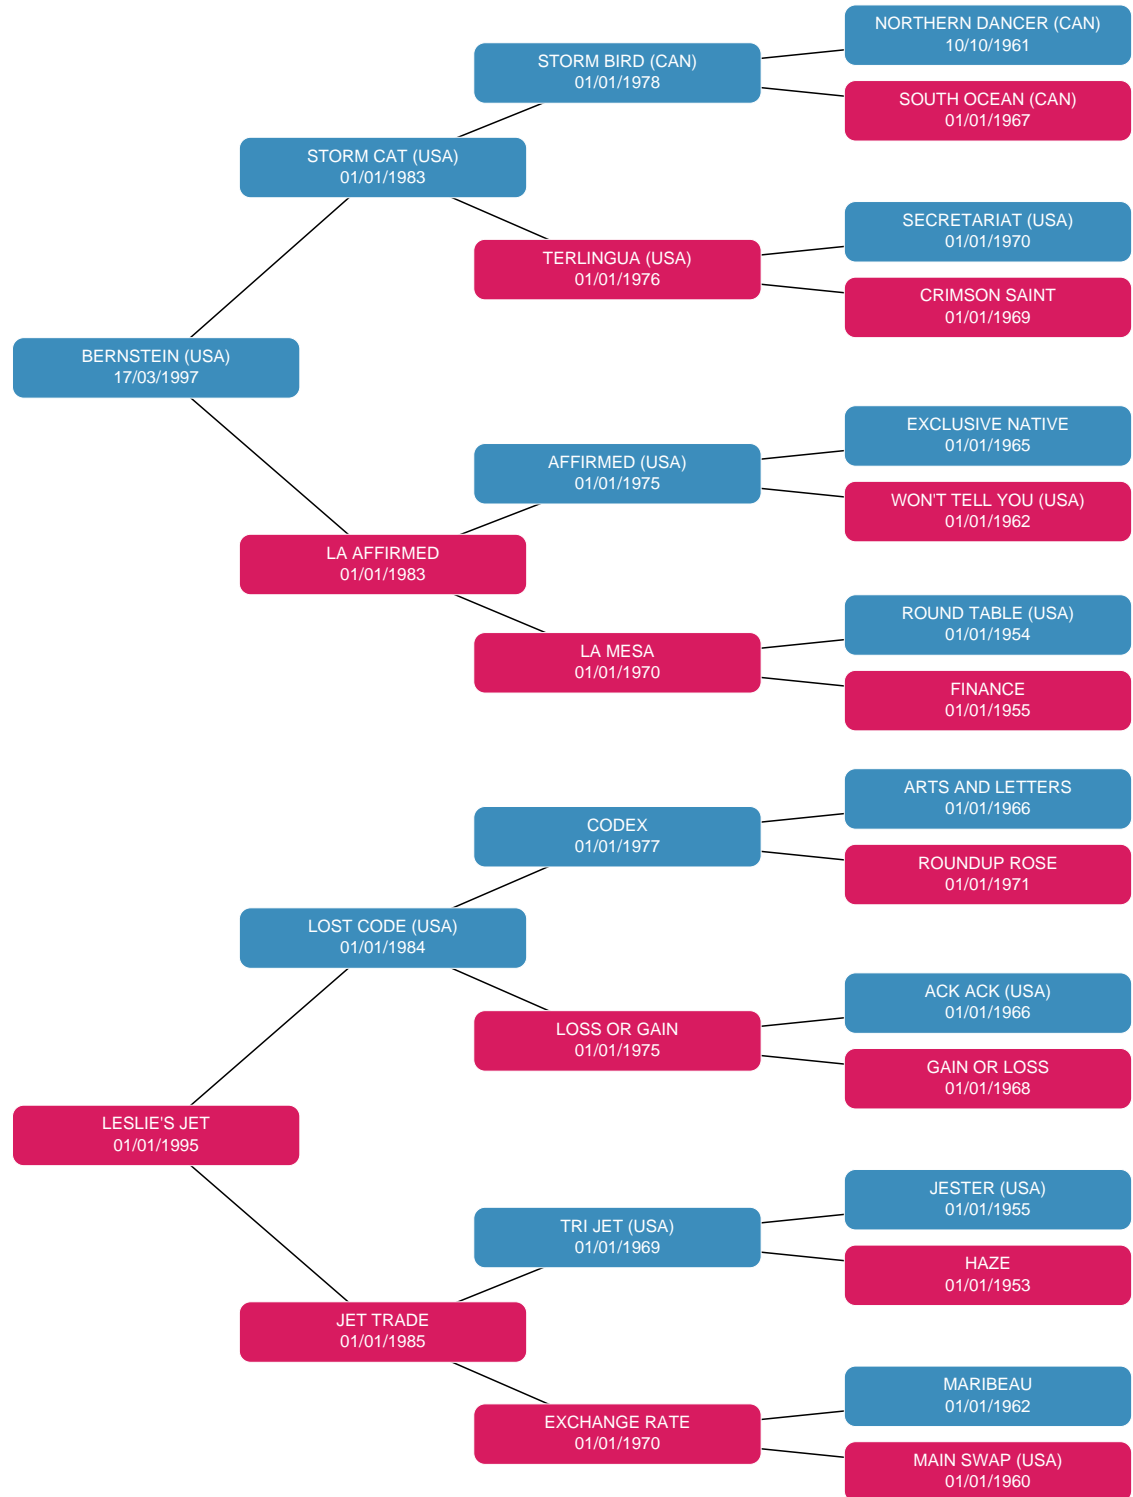 NORTHERN DANCER (CAN)
10/10/1961
STORM BIRD (CAN)
01/01/1978
SOUTH OCEAN (CAN)
01/01/1967
STORM CAT (USA)
01/01/1983
SECRETARIAT (USA)
01/01/1970
TERLINGUA (USA)
01/01/1976
CRIMSON SAINT
01/01/1969
BERNSTEIN (USA)
17/03/1997
EXCLUSIVE NATIVE
01/01/1965
AFFIRMED (USA)
01/01/1975
WON'T TELL YOU (USA)
01/01/1962
LA AFFIRMED
01/01/1983
ROUND TABLE (USA)
01/01/1954
LA MESA
01/01/1970
FINANCE
01/01/1955
ARTS AND LETTERS
01/01/1966
CODEX
01/01/1977
ROUNDUP ROSE
01/01/1971
LOST CODE (USA)
01/01/1984
ACK ACK (USA)
01/01/1966
LOSS OR GAIN
01/01/1975
GAIN OR LOSS
01/01/1968
LESLIE'S JET
01/01/1995
JESTER (USA)
01/01/1955
TRI JET (USA)
01/01/1969
HAZE
01/01/1953
JET TRADE
01/01/1985
MARIBEAU
01/01/1962
EXCHANGE RATE
01/01/1970
MAIN SWAP (USA)
01/01/1960